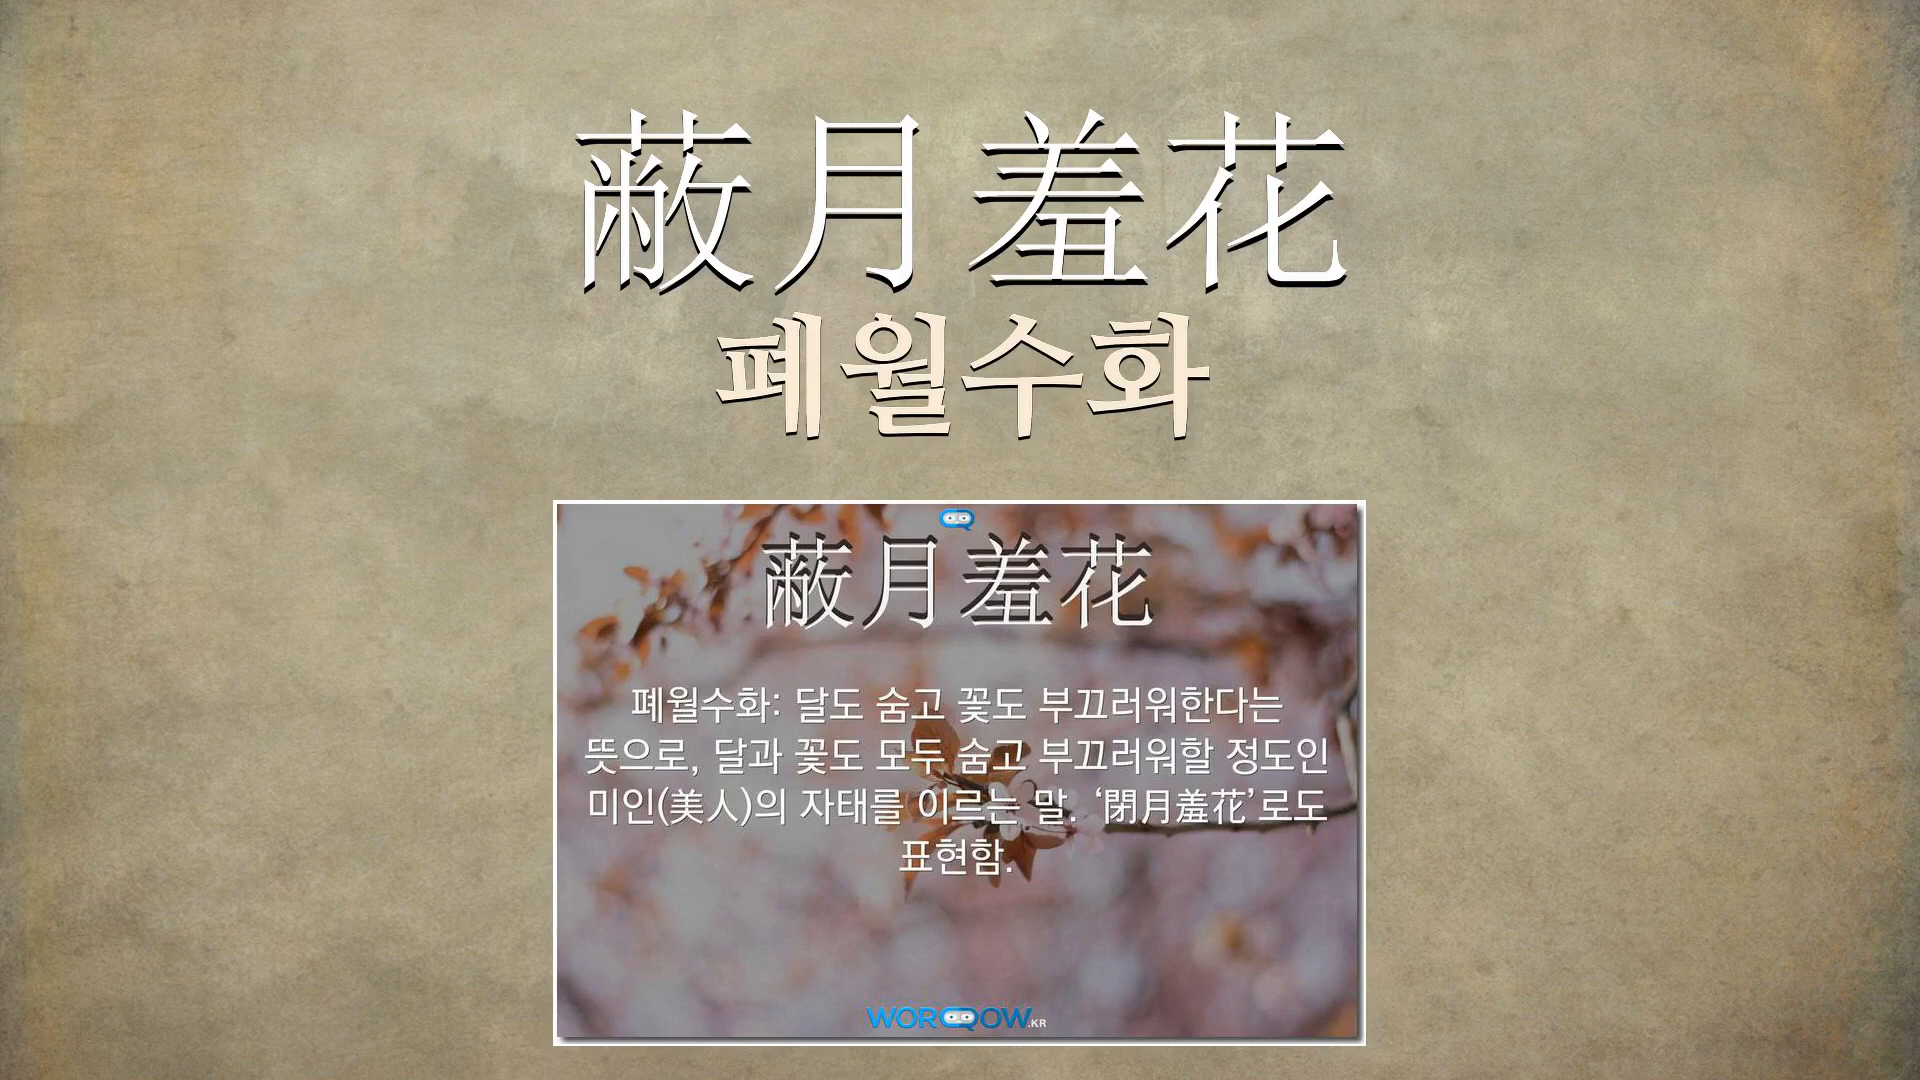 蔽月羞花
폐월수화
蔽月羞花
폐월수화: 달도 숨고 꽃도 부끄러워한다는
뜻으로, 달과 꽃도 모두 숨고 부끄러워할 정도인
미인(美人)의 자태를 이르는 말. ‘閉月羞花’로도
표현함.
WORQQOW.KR